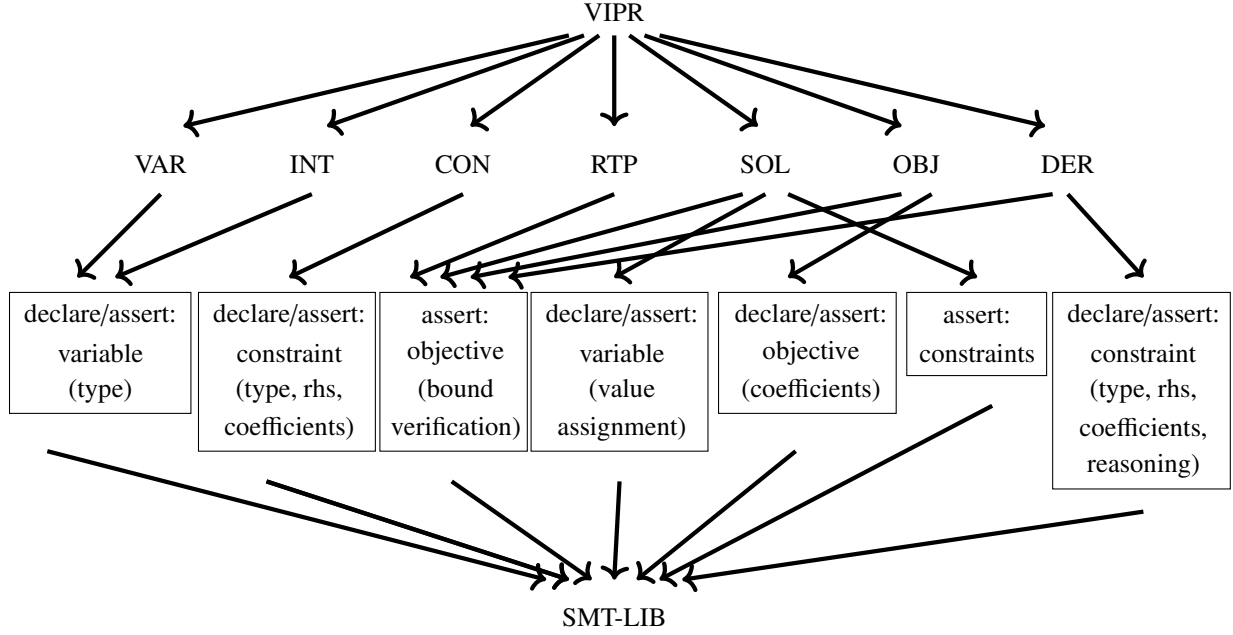 VIPR
VAR
INT
CON
RTP
SOL
OBJ
DER
declare/assert:
variable
(type)
declare/assert:
constraint
(type, rhs,
coefficients)
assert:
objective
(bound
verification)
declare/assert:
variable
(value
assignment)
declare/assert:
objective
(coefficients)
assert:
constraints
declare/assert:
constraint
(type, rhs,
coefficients,
reasoning)
SMT-LIB